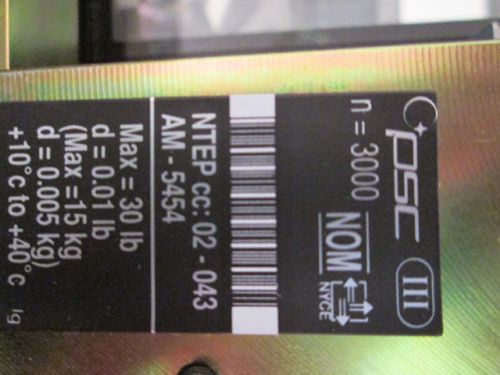 psc III
n = 3000 NOM NYCE
NTEP cc: 02 - 043
AM - 5454
Max = 30 lb
d = 0.01 lb
(Max =15 kg
d = 0.005 kg)
+10°c to +40°c
lg